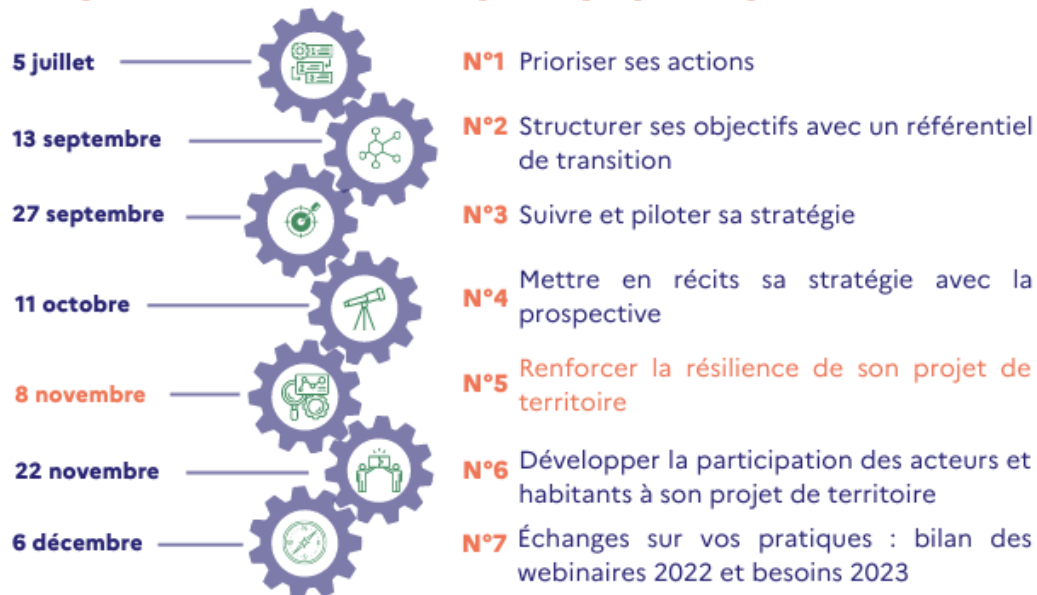 5 juillet
N°1 Prioriser ses actions
13 septembre
N°2 Structurer ses objectifs avec un référentiel
de transition
27 septembre
N°3 Suivre et piloter sa stratégie
11 octobre
N°4 Mettre en récits sa stratégie avec la
prospective
8 novembre
N°5 Renforcer la résilience de son projet de
territoire
22 novembre
N°6 Développer la participation des acteurs et
habitants à son projet de territoire
6 décembre
N°7 Échanges sur vos pratiques : bilan des
webinaires 2022 et besoins 2023